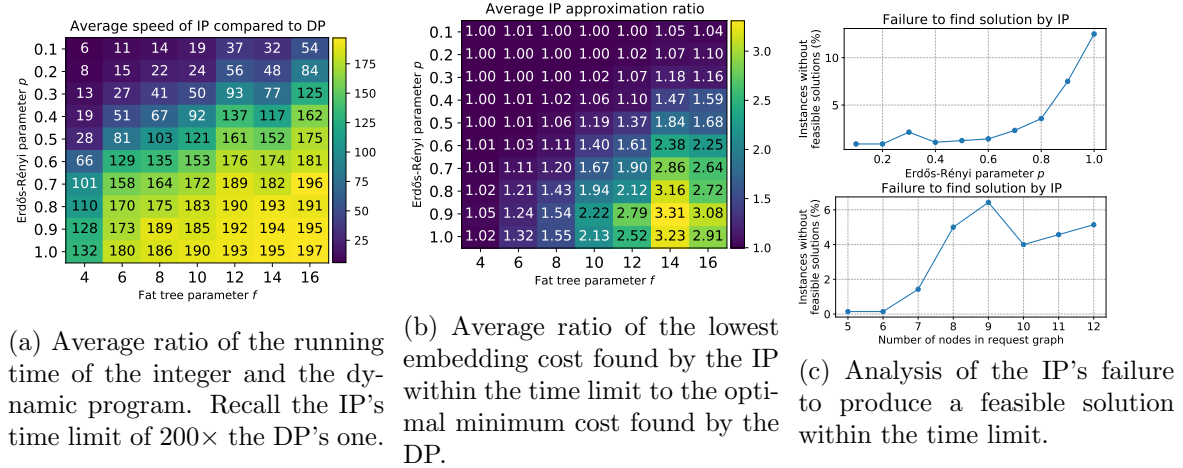 Average speed of IP compared to DP
Erdős-Rényi parameter p
0.1 6 11 14 19 37 32 54
0.2 8 15 22 24 56 48 84
0.3 13 27 41 50 93 77 125
0.4 19 51 67 92 137 117 162
0.5 28 81 103 121 161 152 175
0.6 66 129 135 153 176 174 181
0.7 101 158 164 172 189 182 196
0.8 110 170 175 183 190 193 191
0.9 128 173 189 185 192 194 195
1.0 132 180 186 190 193 195 197
4 6 8 10 12 14 16
Fat tree parameter f
175
150
125
100
75
50
25
(a) Average ratio of the running
time of the integer and the dy-
namic program. Recall the IP's
time limit of 200× the DP's one.
Average IP approximation ratio
Erdős-Rényi parameter p
0.1 1.00 1.01 1.00 1.00 1.00 1.05 1.04
0.2 1.00 1.00 1.00 1.00 1.02 1.07 1.10
0.3 1.00 1.00 1.00 1.02 1.07 1.18 1.16
0.4 1.00 1.01 1.02 1.06 1.10 1.47 1.59
0.5 1.00 1.01 1.06 1.19 1.37 1.84 1.68
0.6 1.01 1.03 1.11 1.40 1.61 2.38 2.25
0.7 1.01 1.11 1.20 1.67 1.90 2.86 2.64
0.8 1.02 1.21 1.43 1.94 2.12 3.16 2.72
0.9 1.05 1.24 1.54 2.22 2.79 3.31 3.08
1.0 1.02 1.32 1.55 2.13 2.52 3.23 2.91
4 6 8 10 12 14 16
Fat tree parameter f
3.0
2.5
2.0
1.5
1.0
(b) Average ratio of the lowest
embedding cost found by the IP
within the time limit to the opti-
mal minimum cost found by the
DP.
Failure to find solution by IP
Instances without
feasible solutions (%)
10
5
0.2 0.4 0.6 0.8 1.0
Erdős-Rényi parameter p
Failure to find solution by IP
Instances without
feasible solutions (%)
6
4
2
0
5 6 7 8 9 10 11 12
Number of nodes in request graph
(c) Analysis of the IP's failure
to produce a feasible solution
within the time limit.